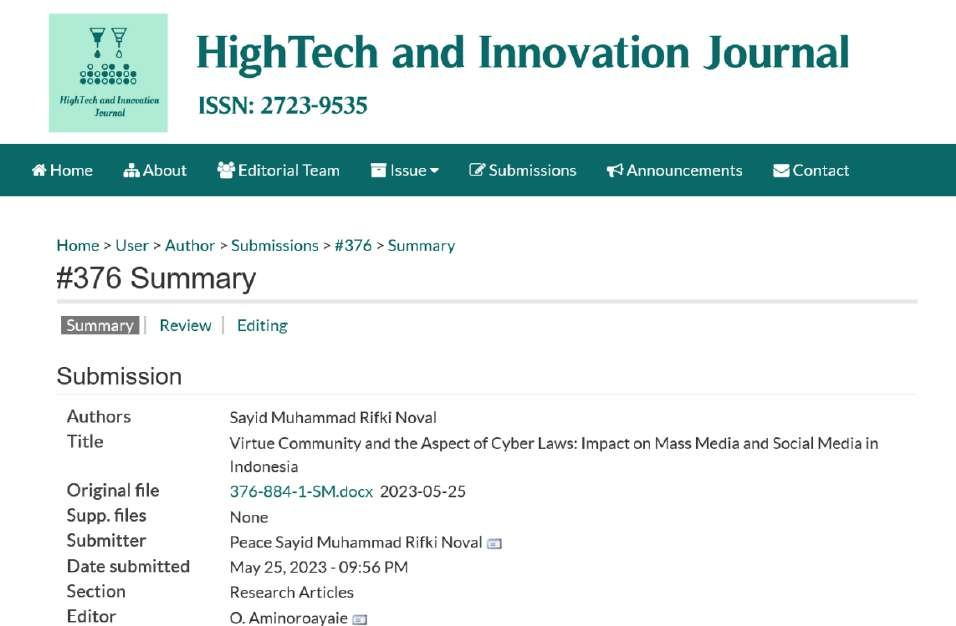 HighTech and Innovation
Journal
HighTech and Innovation Journal
ISSN: 2723-9535
Home About Editorial Team Issue Submissions Announcements Contact
Home > User > Author > Submissions > #376 > Summary
#376 Summary
Summary Review Editing
Submission
Authors Sayid Muhammad Rifki Noval
Title Virtue Community and the Aspect of Cyber Laws: Impact on Mass Media and Social Media in
Indonesia
Original file 376-884-1-SM.docx 2023-05-25
Supp. files None
Submitter Peace Sayid Muhammad Rifki Noval
Date submitted May 25, 2023 - 09:56 PM
Section Research Articles
Editor O. Aminoroayaie